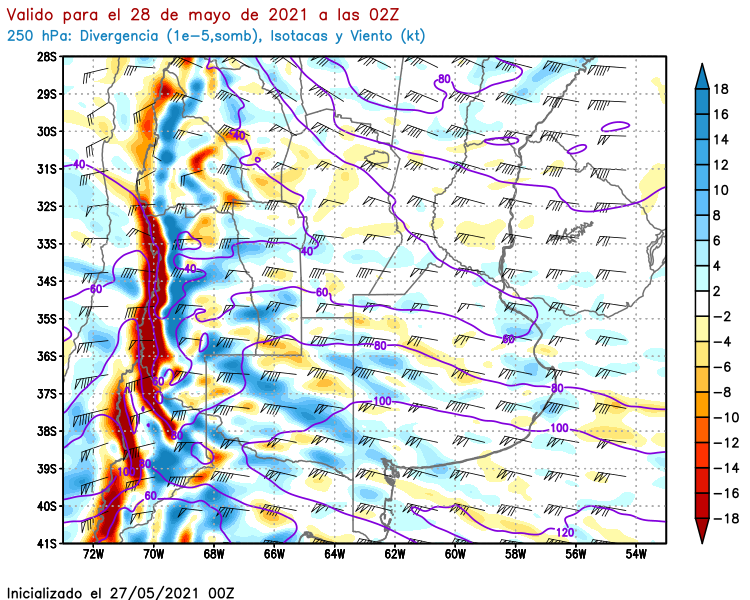 Valido para el 28 de mayo de 2021 a las 02Z
250 hPa: Divergencia (1e−5,somb), Isotacas y Viento (kt)
28S
29S
30S
31S
32S
33S
34S
35S
36S
37S
38S
39S
40S
41S
72W 70W 68W 66W 64W 62W 60W 58W 56W 54W
80
40
40
40
40
60
60
60
80
80
60
100
100
80
100
80
60
120
18
16
14
12
10
8
6
4
2
−2
−4
−6
−8
−10
−12
−14
−16
−18
Inicializado el 27/05/2021 00Z